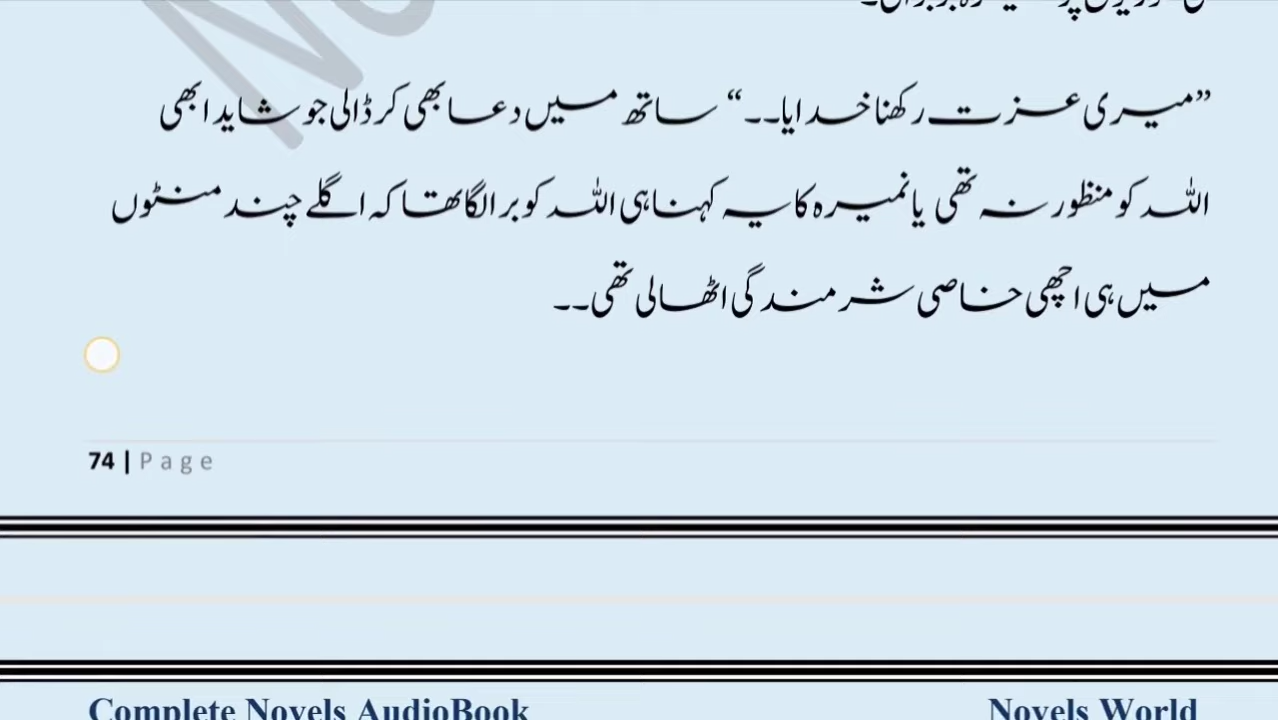 ”میری عزت رکھنا خدایا۔۔“ ساتھ میں دعا بھی کر ڈالی جو شاید ابھی
اللہ کو منظور نہ تھی یا نمیرہ کا یہ کہنا ہی اللہ کو برا لگا تھا کہ اگلے چند منٹوں
میں ہی اچھی خاصی شرمندگی اٹھالی تھی۔۔
74 | Page
Complete Novels AudioBook
Novels World